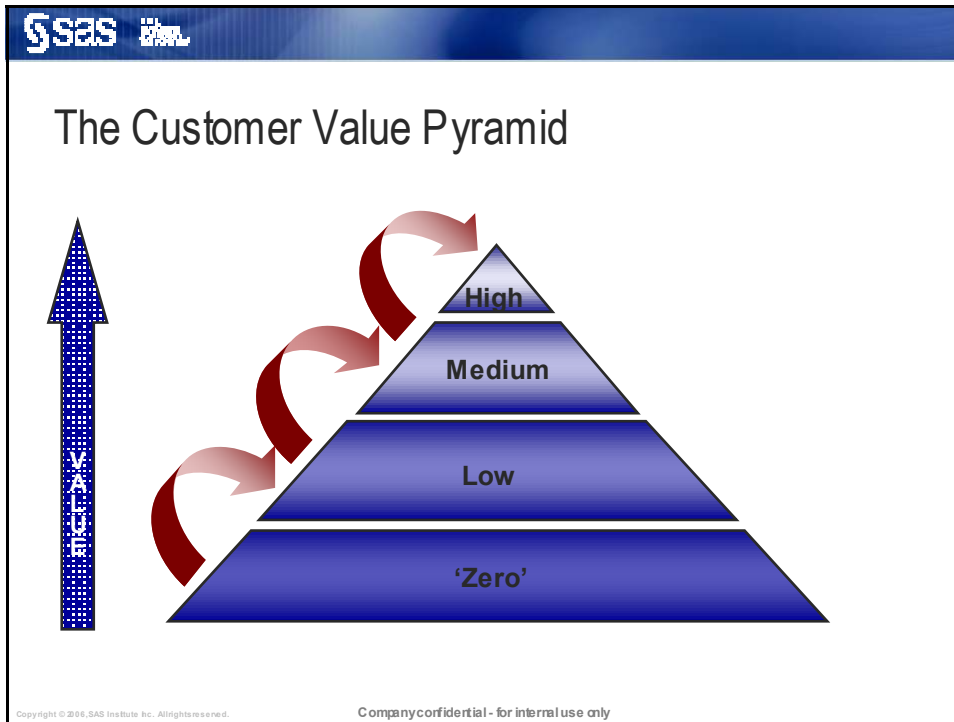 sas
The Customer Value Pyramid
High
Medium
VALUE
Low
‘Zero’
Copyright © 2006, SAS Institute Inc. All rights reserved.
Company confidential - for internal use only